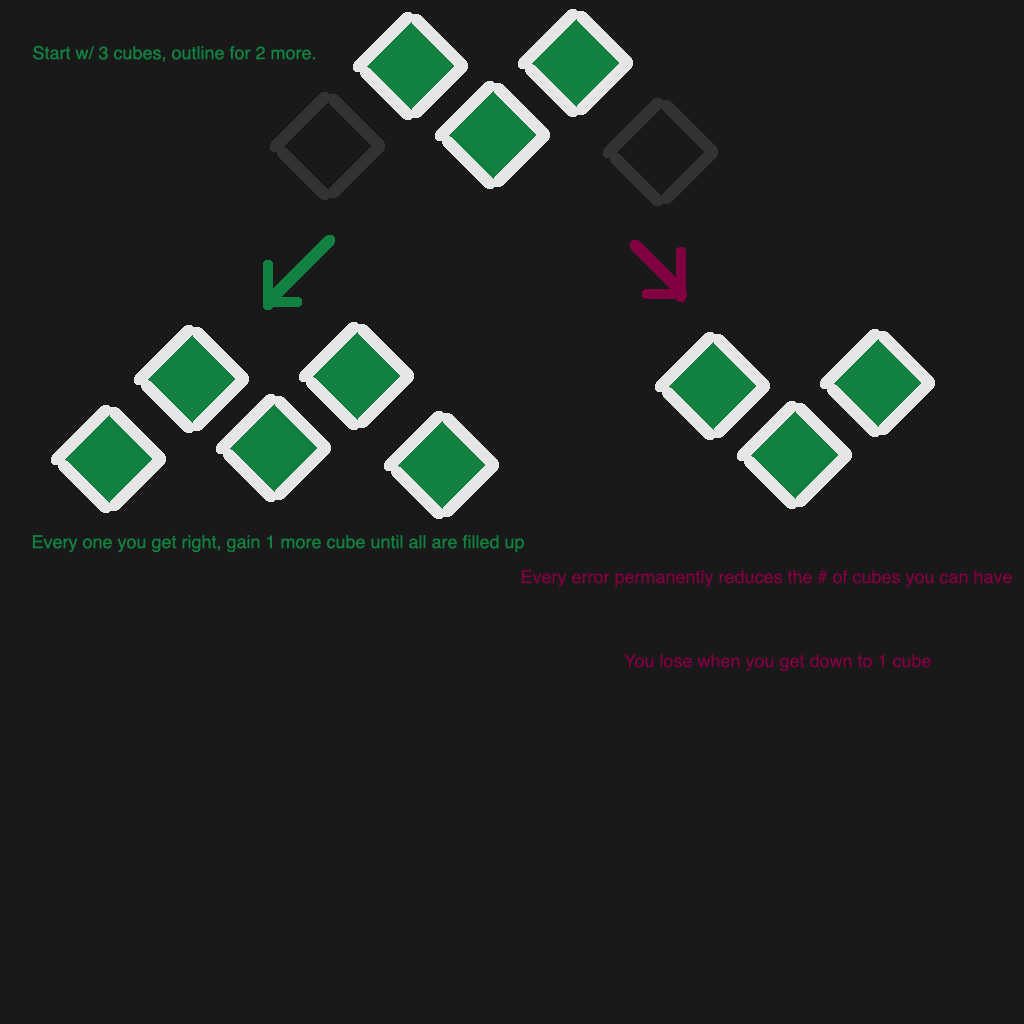 Start w/ 3 cubes, outline for 2 more.
Every one you get right, gain 1 more cube until all are filled up
Every error permanently reduces the # of cubes you can have
You lose when you get down to 1 cube